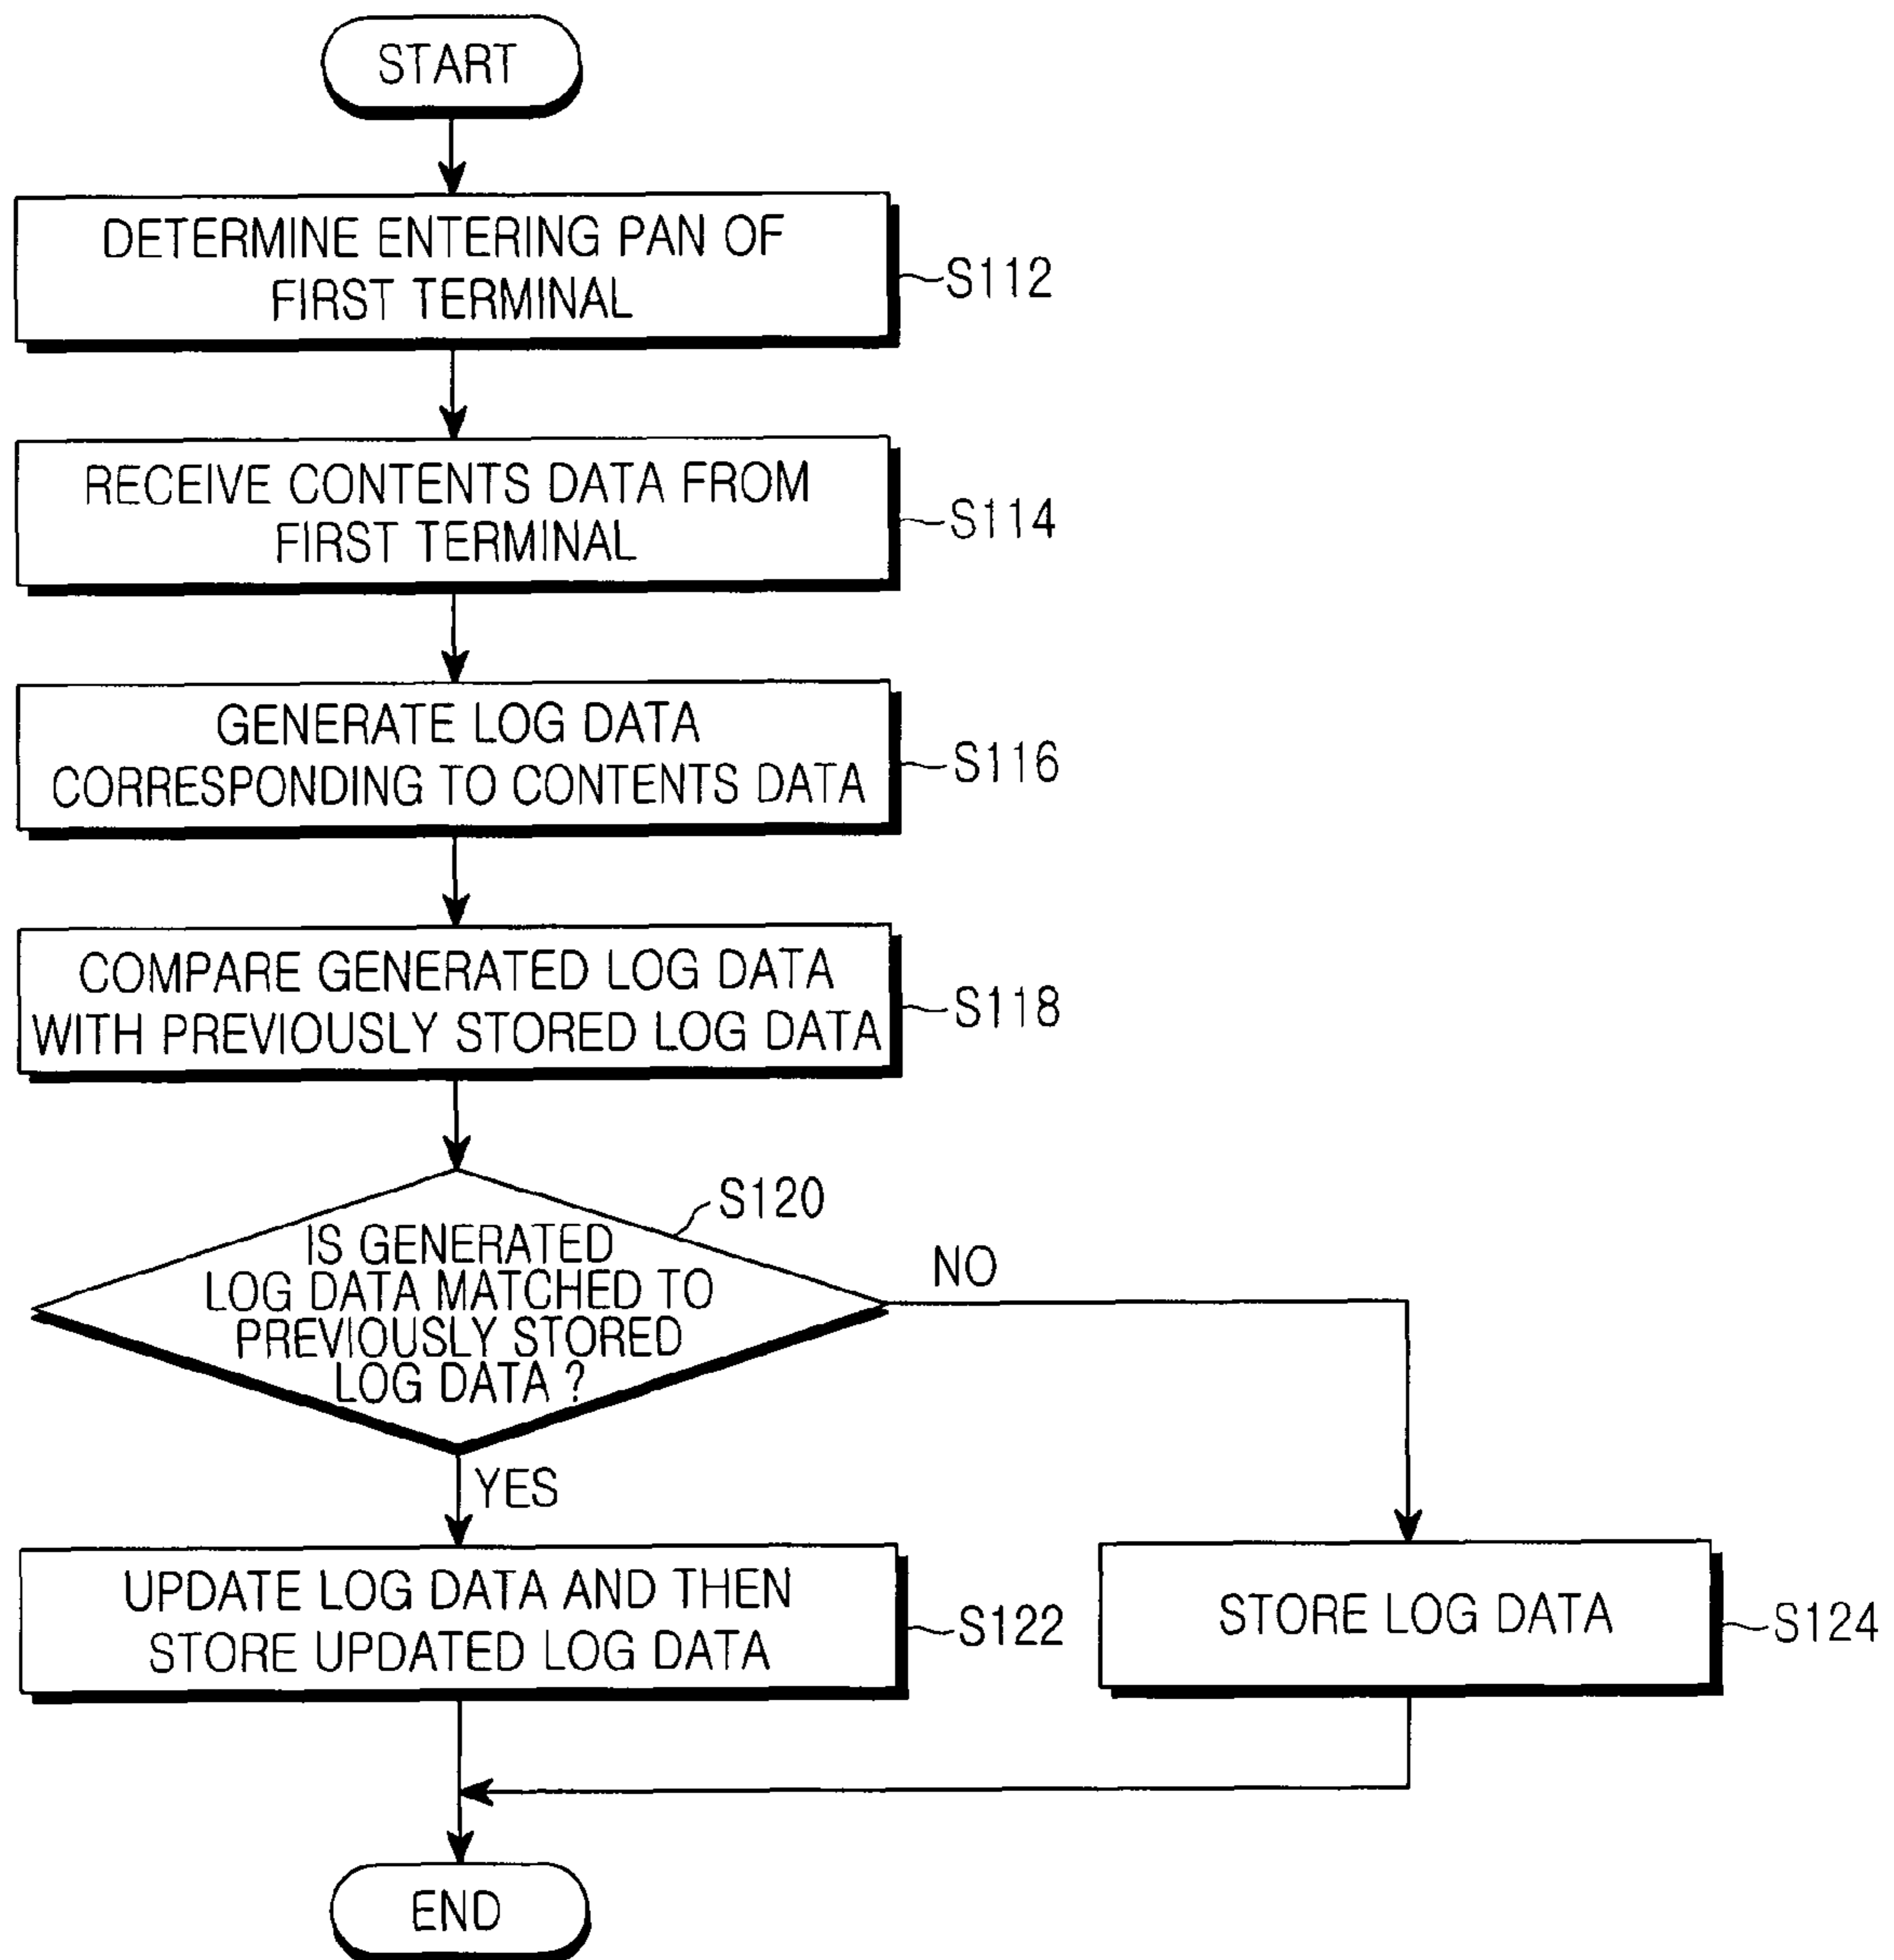 START
DETERMINE ENTERING PAN OF
FIRST TERMINAL
S112
RECEIVE CONTENTS DATA FROM
FIRST TERMINAL
S114
GENERATE LOG DATA
CORRESPONDING TO CONTENTS DATA
S116
COMPARE GENERATED LOG DATA
WITH PREVIOUSLY STORED LOG DATA
S118
S120
IS GENERATED
LOG DATA MATCHED TO
PREVIOUSLY STORED
LOG DATA ?
NO
YES
UPDATE LOG DATA AND THEN
STORE UPDATED LOG DATA
S122
STORE LOG DATA
S124
END